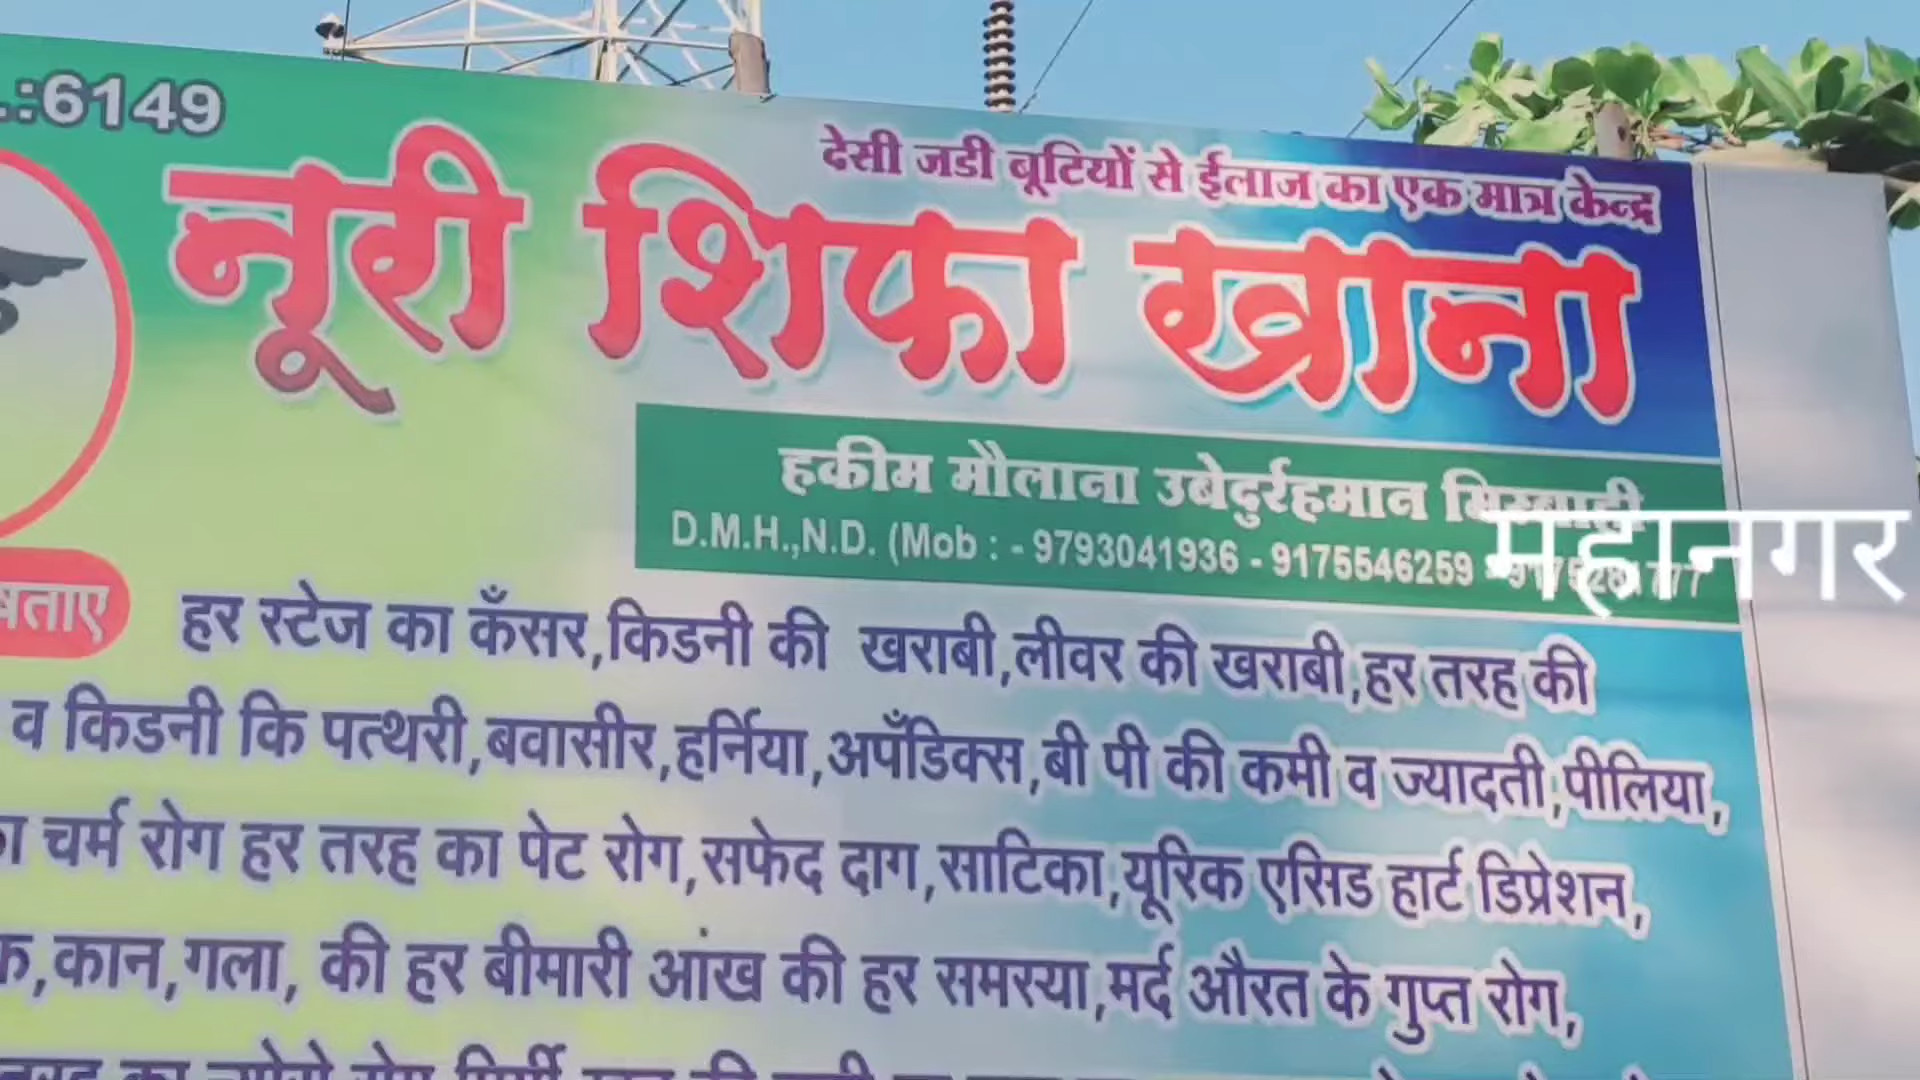 .:6149
देसी जडी बूटियों से ईलाज का एक मात्र केन्द्र
नूरी शिफा खाना
हकीम मौलाना उबेदुर्रहमान
D.M.H.,N.D. (Mob : - 9793041936 - 9175546259
महानगर
बताए
हर स्टेज का कँसर,किडनी की खराबी,लीवर की खराबी,हर तरह की
व किडनी कि पत्थरी,बवासीर,हर्निया,अपँडिक्स,बी पी की कमी व ज्यादती,पीलिया,
चर्म रोग हर तरह का पेट रोग,सफेद दाग,साटिका,यूरिक एसिड हार्ट डिप्रेशन,
,कान,गला, की हर बीमारी आंख की हर समस्या,मर्द औरत के गुप्त रोग,